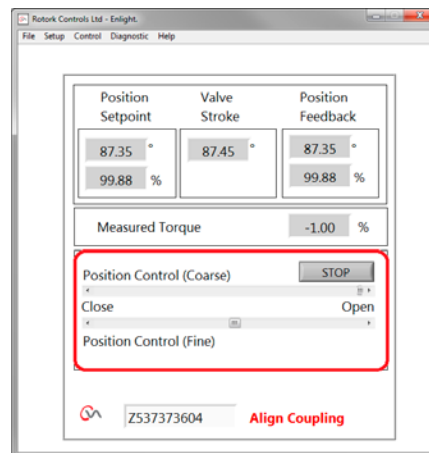 Rotork Controls Ltd - Enlight.
File Setup Control Diagnostic Help
Position Setpoint
Valve Stroke
Position Feedback
87.35 °
87.45 °
87.35 °
99.88 %
99.88 %
Measured Torque -1.00 %
Position Control (Coarse) STOP
Close Open
Position Control (Fine)
Z537373604 Align Coupling